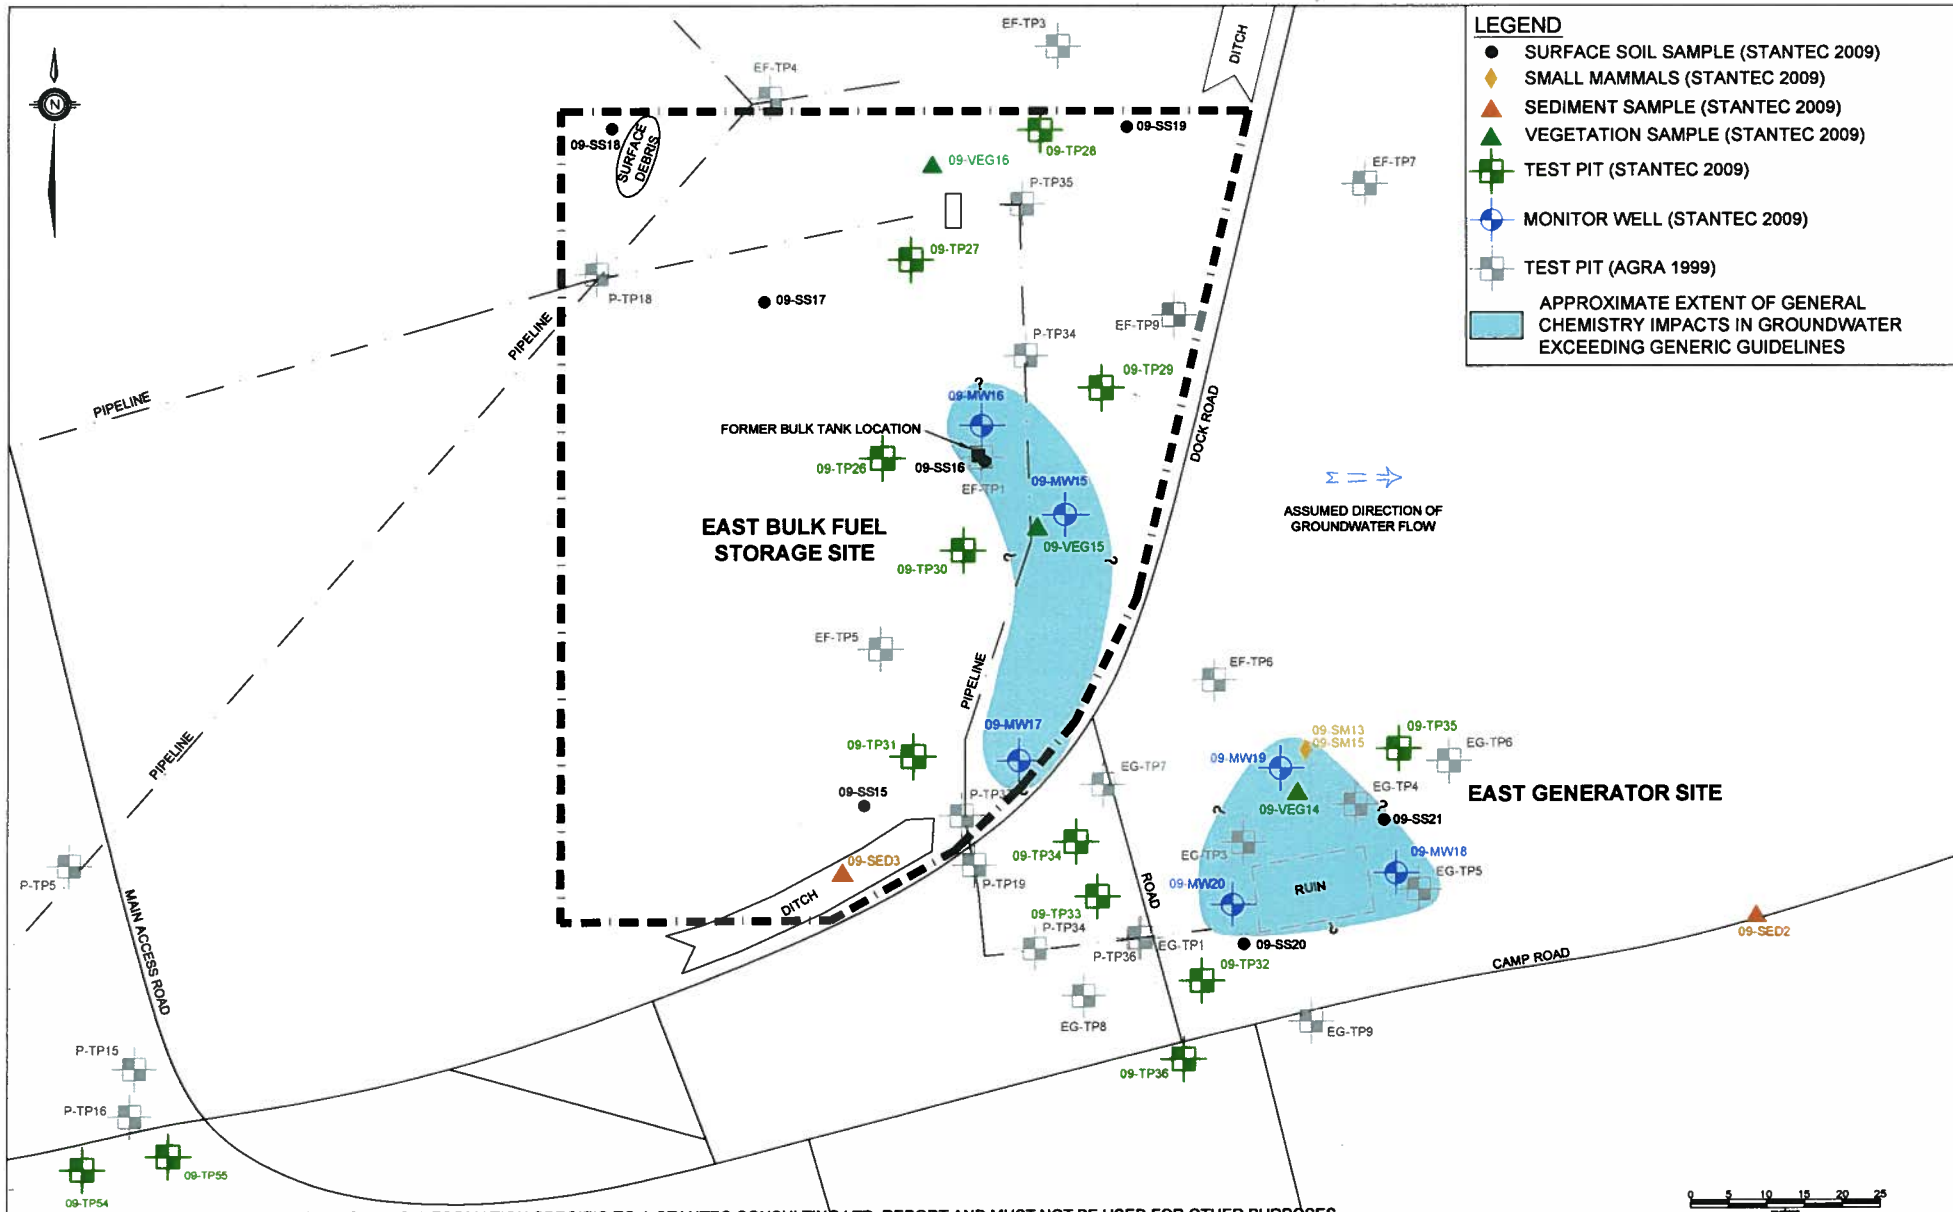 LEGEND
SURFACE SOIL SAMPLE (STANTEC 2009)
SMALL MAMMALS (STANTEC 2009)
SEDIMENT SAMPLE (STANTEC 2009)
VEGETATION SAMPLE (STANTEC 2009)
TEST PIT (STANTEC 2009)
MONITOR WELL (STANTEC 2009)
TEST PIT (AGRA 1999)
APPROXIMATE EXTENT OF GENERAL
CHEMISTRY IMPACTS IN GROUNDWATER
EXCEEDING GENERIC GUIDELINES
N
EF-TP3
DITCH
EF-TP4
09-SS18
SURFACE
DEBRIS
09-TP28
09-SS19
09-VEG16
EF-TP7
P-TP35
09-TP27
P-TP18
09-SS17
PIPELINE
EF-TP9
P-TP34
09-TP29
PIPELINE
?
09-MW16
DOCK ROAD
FORMER BULK TANK LOCATION
09-TP26
09-SS16
EF-TP1
09-MW15
ASSUMED DIRECTION OF
GROUNDWATER FLOW
EAST BULK FUEL
STORAGE SITE
09-VEG15
?
?
09-TP30
EF-TP5
PIPELINE
EF-TP6
09-MW17
09-TP31
PIPELINE
09-SM13
09-SM15
09-TP35
EG-TP6
09-MW19
EG-TP7
EG-TP4
EAST GENERATOR SITE
09-SS15
?
P-TP37
09-VEG14
?
?
09-SS21
09-TP34
EG-TP3
09-MW18
09-SED3
P-TP19
EG-TP5
P-TP5
ROAD
09-MW20
RUIN
DITCH
09-TP33
MAIN ACCESS ROAD
P-TP34
P-TP36
EG-TP1
09-SS20
?
09-SED2
09-TP32
CAMP ROAD
EG-TP8
EG-TP9
P-TP15
09-TP36
P-TP16
09-TP55
09-TP54
0 5 10 15 20 25